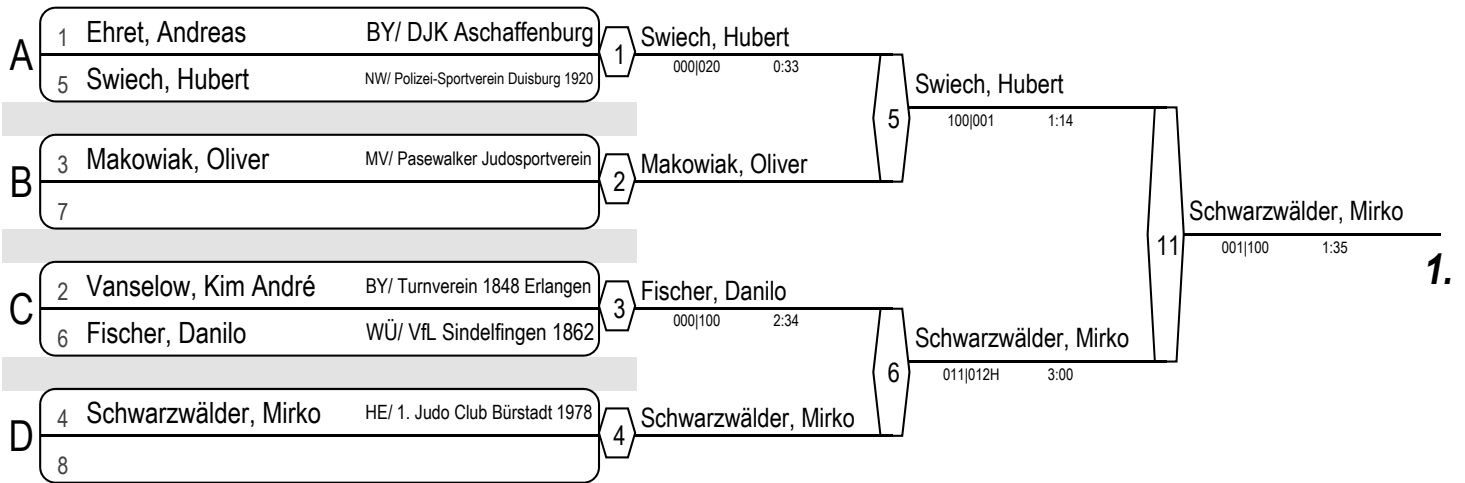 A
1 Ehret, Andreas BY/ DJK Aschaffenburg
5 Swiech, Hubert NW/ Polizei-Sportverein Duisburg 1920
1
Swiech, Hubert
000|020 0:33
B
3 Makowiak, Oliver MV/ Pasewalker Judosportverein
7
2
Makowiak, Oliver
5
Swiech, Hubert
100|001 1:14
C
2 Vanselow, Kim André BY/ Turnverein 1848 Erlangen
6 Fischer, Danilo WÜ/ VfL Sindelfingen 1862
3
Fischer, Danilo
000|100 2:34
D
4 Schwarzwälder, Mirko HE/ 1. Judo Club Bürstadt 1978
8
4
Schwarzwälder, Mirko
6
Schwarzwälder, Mirko
011|012H 3:00
11
Schwarzwälder, Mirko
001|100 1:35
1.